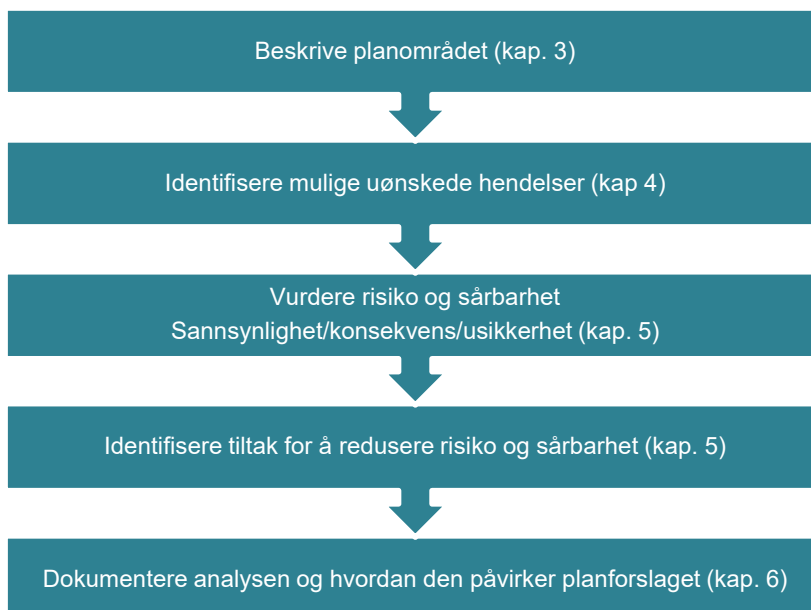 Beskrive planområdet (kap. 3)
Identifisere mulige uønskede hendelser (kap 4)
Vurdere risiko og sårbarhet
Sannsynlighet/konsekvens/usikkerhet (kap. 5)
Identifisere tiltak for å redusere risiko og sårbarhet (kap. 5)
Dokumentere analysen og hvordan den påvirker planforslaget (kap. 6)